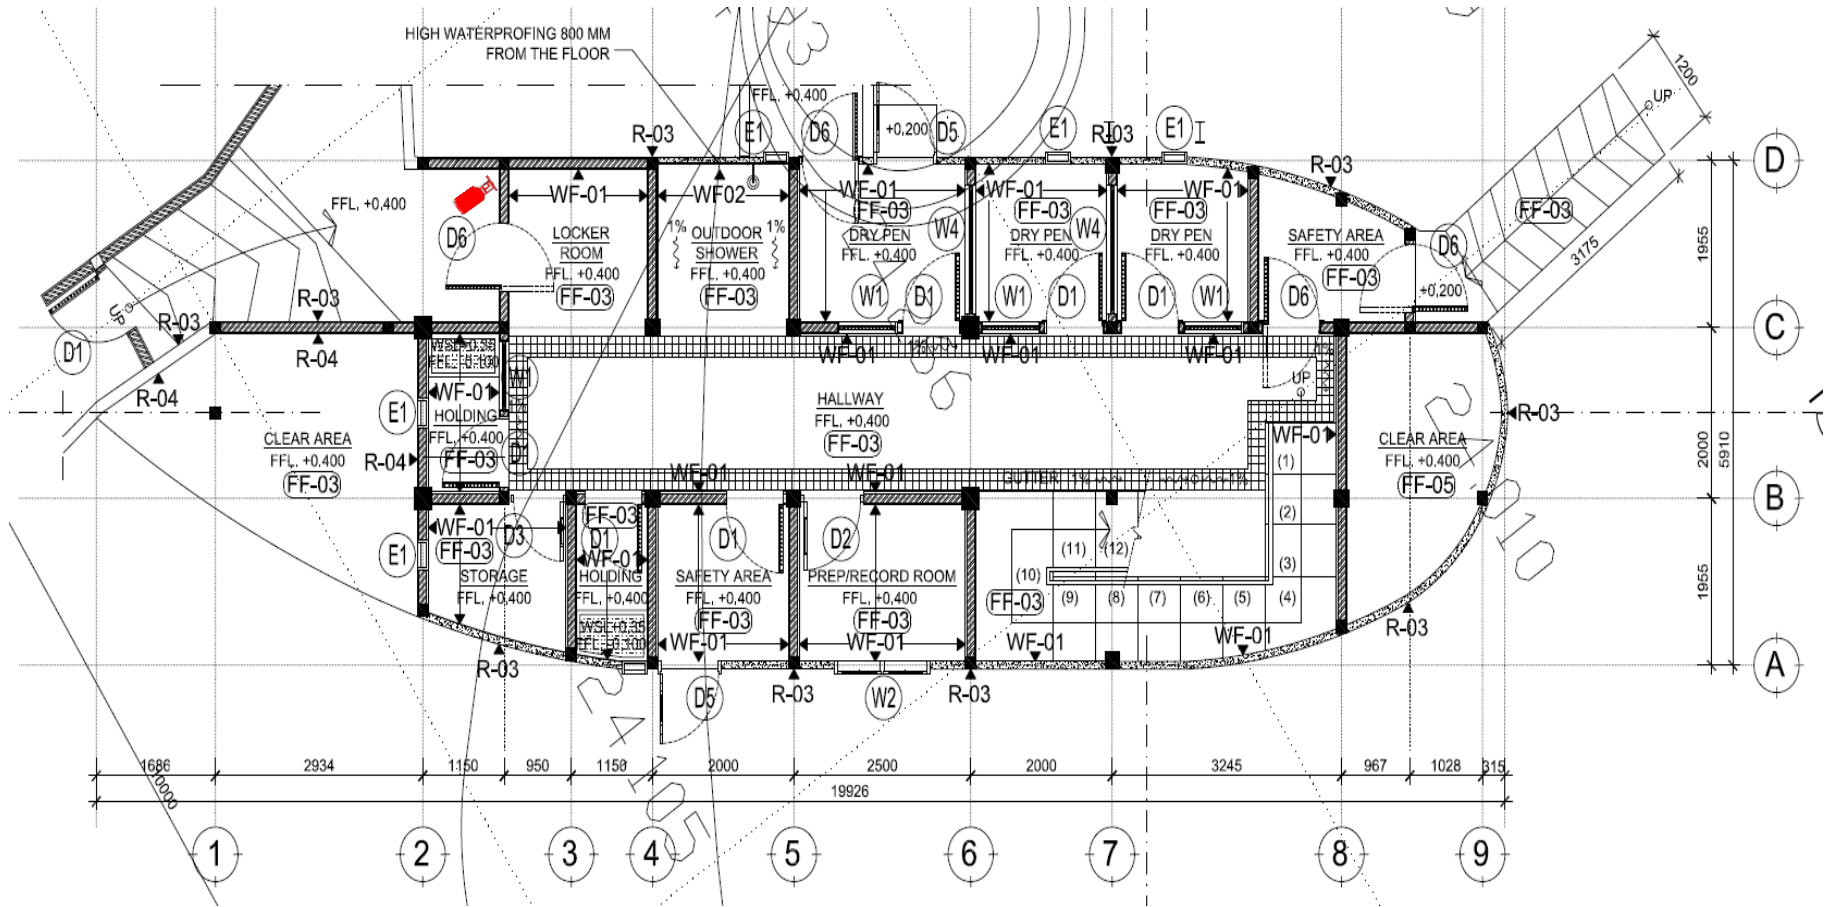 HIGH WATERPROFING 800 MM
FROM THE FLOOR
FFL. +0,400
1200
UP
R-03
E1
D6
+0,200
D5
E1
R-03
E1
R-03
D
FFL. +0,400
WF-01
WF02
WF-01
FF-03
WF-01
FF-03
WF-01
FF-03
FF-03
D6
LOCKER
ROOM
FFL. +0.400
FF-03
1%
OUTDOOR
SHOWER
FFL. +0.400
FF-03
1%
DRY PEN
FFL. +0.400
W4
DRY PEN
FFL. +0.400
W4
DRY PEN
FFL. +0.400
SAFETY AREA
FFL. +0.400
FF-03
D6
3175
1955
+0,200
W1
D1
W1
D1
D1
W1
D6
UP
R-03
R-03
R-04
D1
R-04
C
WF-01
WF-01
WF-01
1%
UP
W1
WF-01
HOLDING
FFL. +0.400
FF-03
E1
R-04
D1
CLEAR AREA
FFL. +0.400
FF-03
HALLWAY
FFL. +0.400
FF-03
WF-01
CLEAR AREA
FFL. +0.400
FF-05
R-03
2000
5910
WF-01
WF-01
GUTTER 1%
1%
B
(1)
(2)
(3)
(4)
(5)
(6)
(7)
(8)
(9)
(10)
(11)
(12)
E1
WF-01
FF-03
STORAGE
FFL. +0,400
D3
FF-03
D1
WF-01
HOLDING
FFL. +0,400
D1
SAFETY AREA
FFL. +0,400
FF-03
WF-01
D2
PREP/RECORD ROOM
FFL. +0,400
FF-03
WF-01
FF-03
WF-01
WF-01
R-03
1955
R-03
D5
R-03
W2
R-03
A
24105
24010
10000
1686
2934
1150
950
1158
2000
2500
2000
3245
967
1028
315
19926
1
2
3
4
5
6
7
8
9